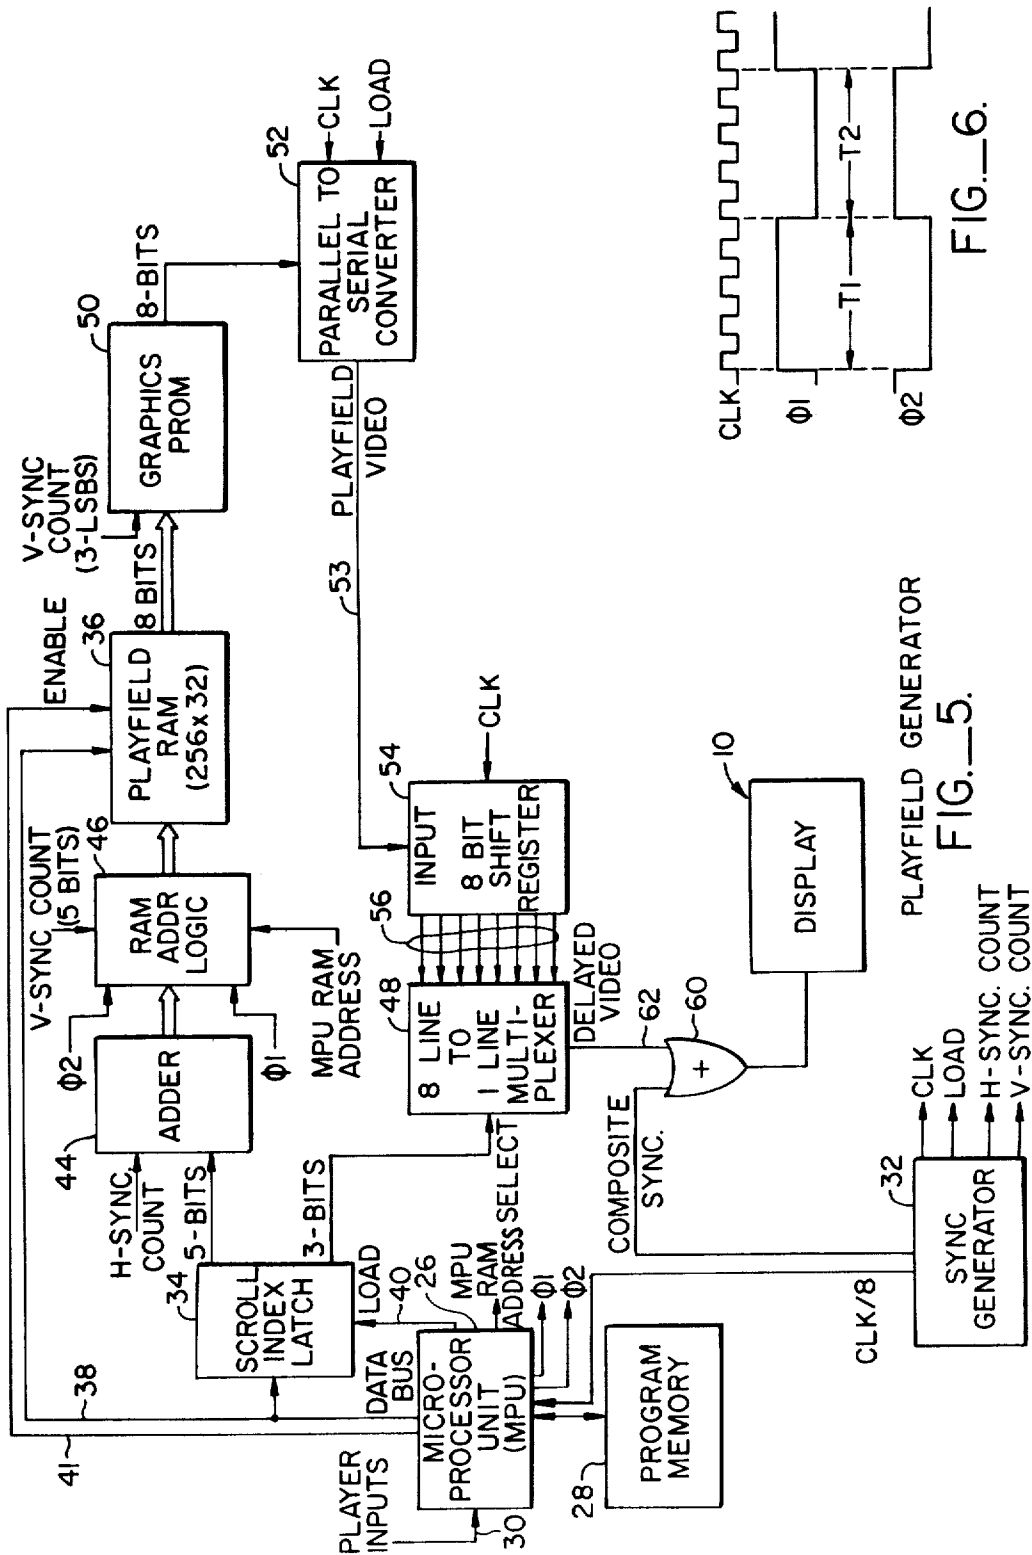 41
38
ENABLE
V-SYNC
COUNT
(3-LSBS)
V-SYNC COUNT
(5 BITS)
Φ2
H-SYNC
COUNT
44
ADDER
Φ1
46
RAM
ADDR
LOGIC
MPU RAM
ADDRESS
36
PLAYFIELD
RAM
(256x32)
8 BITS
50
GRAPHICS
PROM
8-BITS
52
PARALLEL TO
SERIAL
CONVERTER
CLK
LOAD
34
SCROLL
INDEX
LATCH
5-BITS
3-BITS
LOAD
40
DATA
BUS
26
PLAYER
INPUTS
30
MICRO-
PROCESSOR
UNIT
(MPU)
MPU
RAM
ADDRESS
Φ1
Φ2
SELECT
48
8 LINE
TO
1 LINE
MULTI-
PLEXER
56
54
INPUT
8 BIT
SHIFT
REGISTER
CLK
53
PLAYFIELD
VIDEO
DELAYED
VIDEO
62
60
+
COMPOSITE
SYNC.
10
DISPLAY
28
PROGRAM
MEMORY
CLK/8
32
SYNC
GENERATOR
CLK
LOAD
H-SYNC. COUNT
V-SYNC. COUNT
PLAYFIELD GENERATOR
FIG._5.
CLK
Φ1
Φ2
T1
T2
FIG._6.